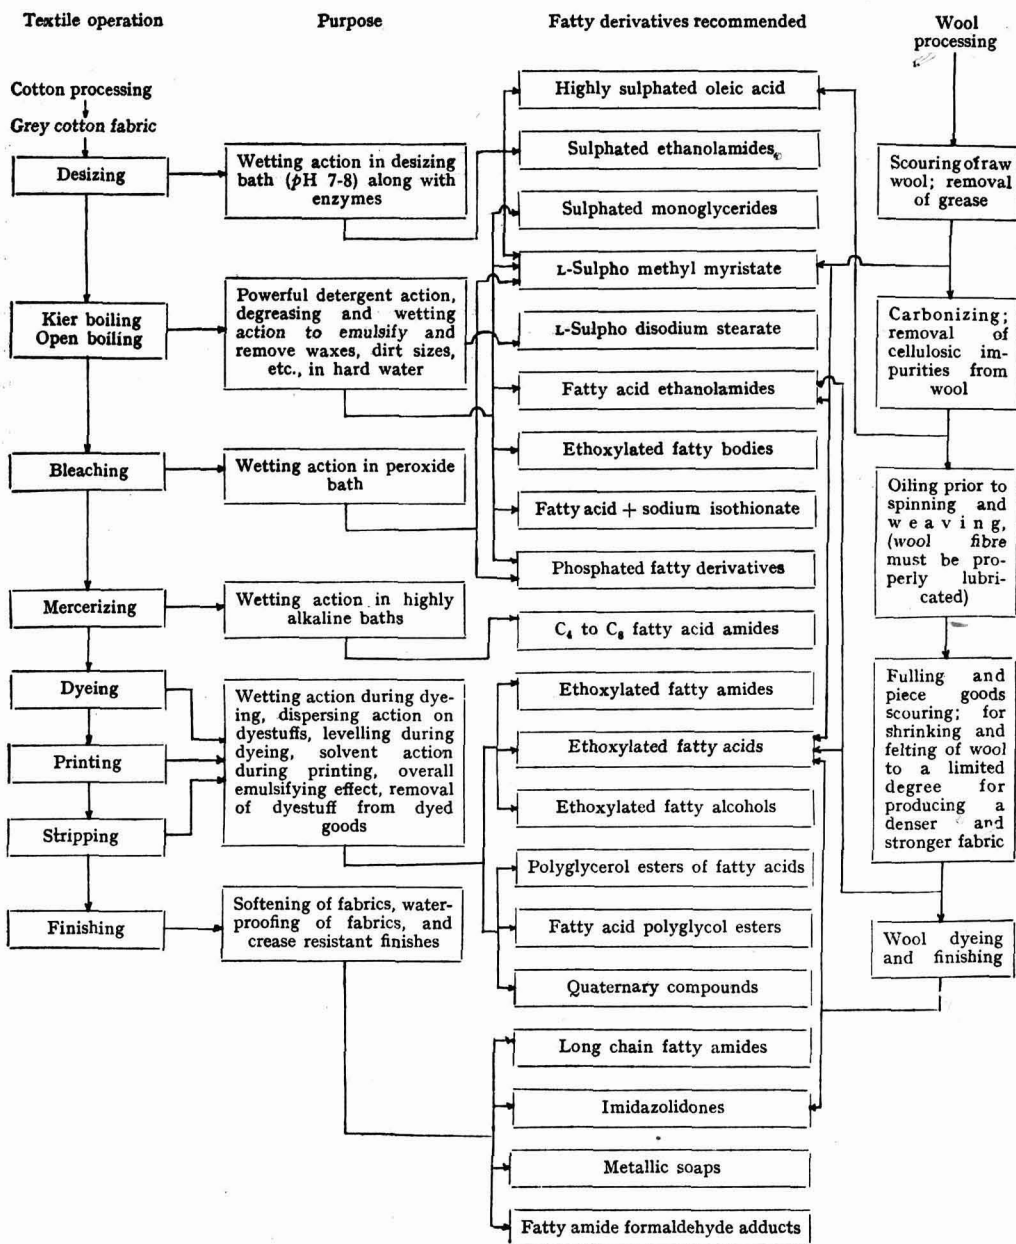 Textile operation
Purpose
Fatty derivatives recommended
Wool
processing
Cotton processing
Grey cotton fabric
Desizing
Kier boiling
Open boiling
Bleaching
Mercerizing
Dyeing
Printing
Stripping
Finishing
Wetting action in desizing
bath (pH 7-8) along with
enzymes
Powerful detergent action,
degreasing and wetting
action to emulsify and
remove waxes, dirt sizes,
etc., in hard water
Wetting action in peroxide
bath
Wetting action in highly
alkaline baths
Wetting action during dye-
ing, dispersing action on
dyestuffs, levelling during
dyeing, solvent action
during printing, overall
emulsifying effect, removal
of dyestuff from dyed
goods
Softening of fabrics, water-
proofing of fabrics, and
crease resistant finishes
Highly sulphated oleic acid
Sulphated ethanolamides
Sulphated monoglycerides
L-Sulpho methyl myristate
L-Sulpho disodium stearate
Fatty acid ethanolamides
Ethoxylated fatty bodies
Fatty acid + sodium isothionate
Phosphated fatty derivatives
C₄ to C₈ fatty acid amides
Ethoxylated fatty amides
Ethoxylated fatty acids
Ethoxylated fatty alcohols
Polyglycerol esters of fatty acids
Fatty acid polyglycol esters
Quaternary compounds
Long chain fatty amides
Imidazolidones
Metallic soaps
Fatty amide formaldehyde adducts
Scouring of raw
wool; removal
of grease
Carbonizing;
removal of
cellulosic im-
purities from
wool
Oiling prior to
spinning and
weaving,
(wool fibre
must be pro-
perly lubri-
cated)
Fulling and
piece goods
scouring; for
shrinking and
felting of wool
to a limited
degree for
producing a
denser and
stronger fabric
Wool dyeing
and finishing